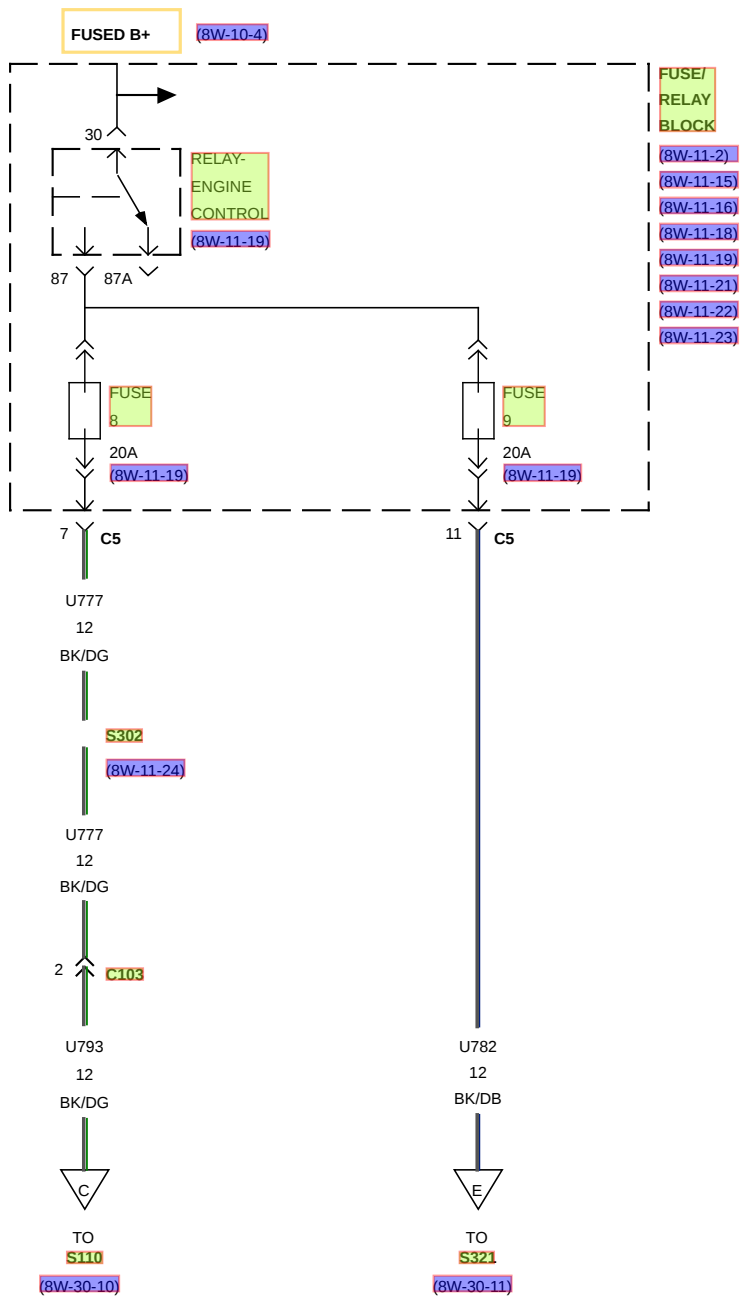 FUSED B+ (8W-10-4)
FUSE/
RELAY
BLOCK
(8W-11-2)
(8W-11-15)
(8W-11-16)
(8W-11-18)
(8W-11-19)
(8W-11-21)
(8W-11-22)
(8W-11-23)
30
RELAY-
ENGINE
CONTROL
(8W-11-19)
87 87A
FUSE
8
20A
(8W-11-19)
FUSE
9
20A
(8W-11-19)
7 C5
11 C5
U777
12
BK/DG
S302
(8W-11-24)
U777
12
BK/DG
2 C103
U793
12
BK/DG
C
TO
S110
(8W-30-10)
U782
12
BK/DB
E
TO
S321
(8W-30-11)